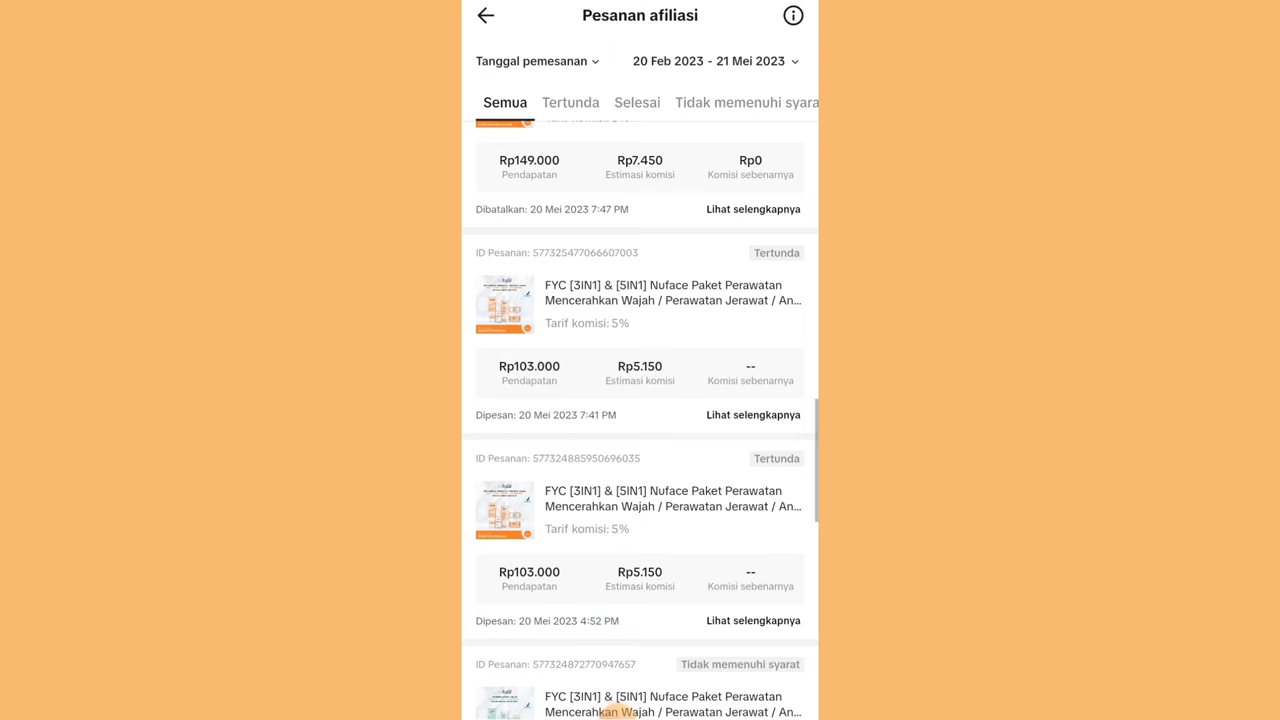 Pesanan afiliasi
Tanggal pemesanan
20 Feb 2023 - 21 Mei 2023
Semua
Tertunda
Selesai
Tidak memenuhi syara
Rp149.000
Rp7.450
Rp0
Pendapatan
Estimasi komisi
Komisi sebenarnya
Dibatalkan: 20 Mei 2023 7:47 PM
Lihat selengkapnya
ID Pesanan: 577325477066607003
Tertunda
FYC [3IN1] & [5IN1] Nuface Paket Perawatan
Mencerahkan Wajah / Perawatan Jerawat / An...
Tarif komisi: 5%
Rp103.000
Rp5.150
--
Pendapatan
Estimasi komisi
Komisi sebenarnya
Dipesan: 20 Mei 2023 7:41 PM
Lihat selengkapnya
ID Pesanan: 577324885950696035
Tertunda
FYC [3IN1] & [5IN1] Nuface Paket Perawatan
Mencerahkan Wajah / Perawatan Jerawat / An...
Tarif komisi: 5%
Rp103.000
Rp5.150
--
Pendapatan
Estimasi komisi
Komisi sebenarnya
Dipesan: 20 Mei 2023 4:52 PM
Lihat selengkapnya
ID Pesanan: 577324872770947657
Tidak memenuhi syarat
FYC [3IN1] & [5IN1] Nuface Paket Perawatan
Mencerahkan Wajah / Perawatan Jerawat / An...